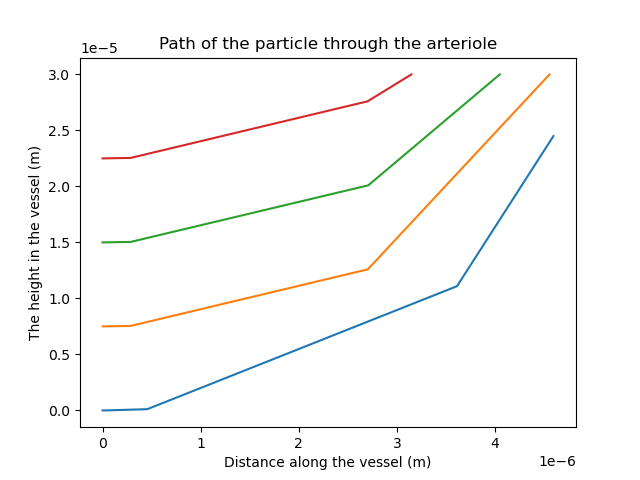 Path of the particle through the arteriole
1e−5
3.0
2.5
2.0
1.5
1.0
0.5
0.0
The height in the vessel (m)
0 1 2 3 4
1e−6
Distance along the vessel (m)